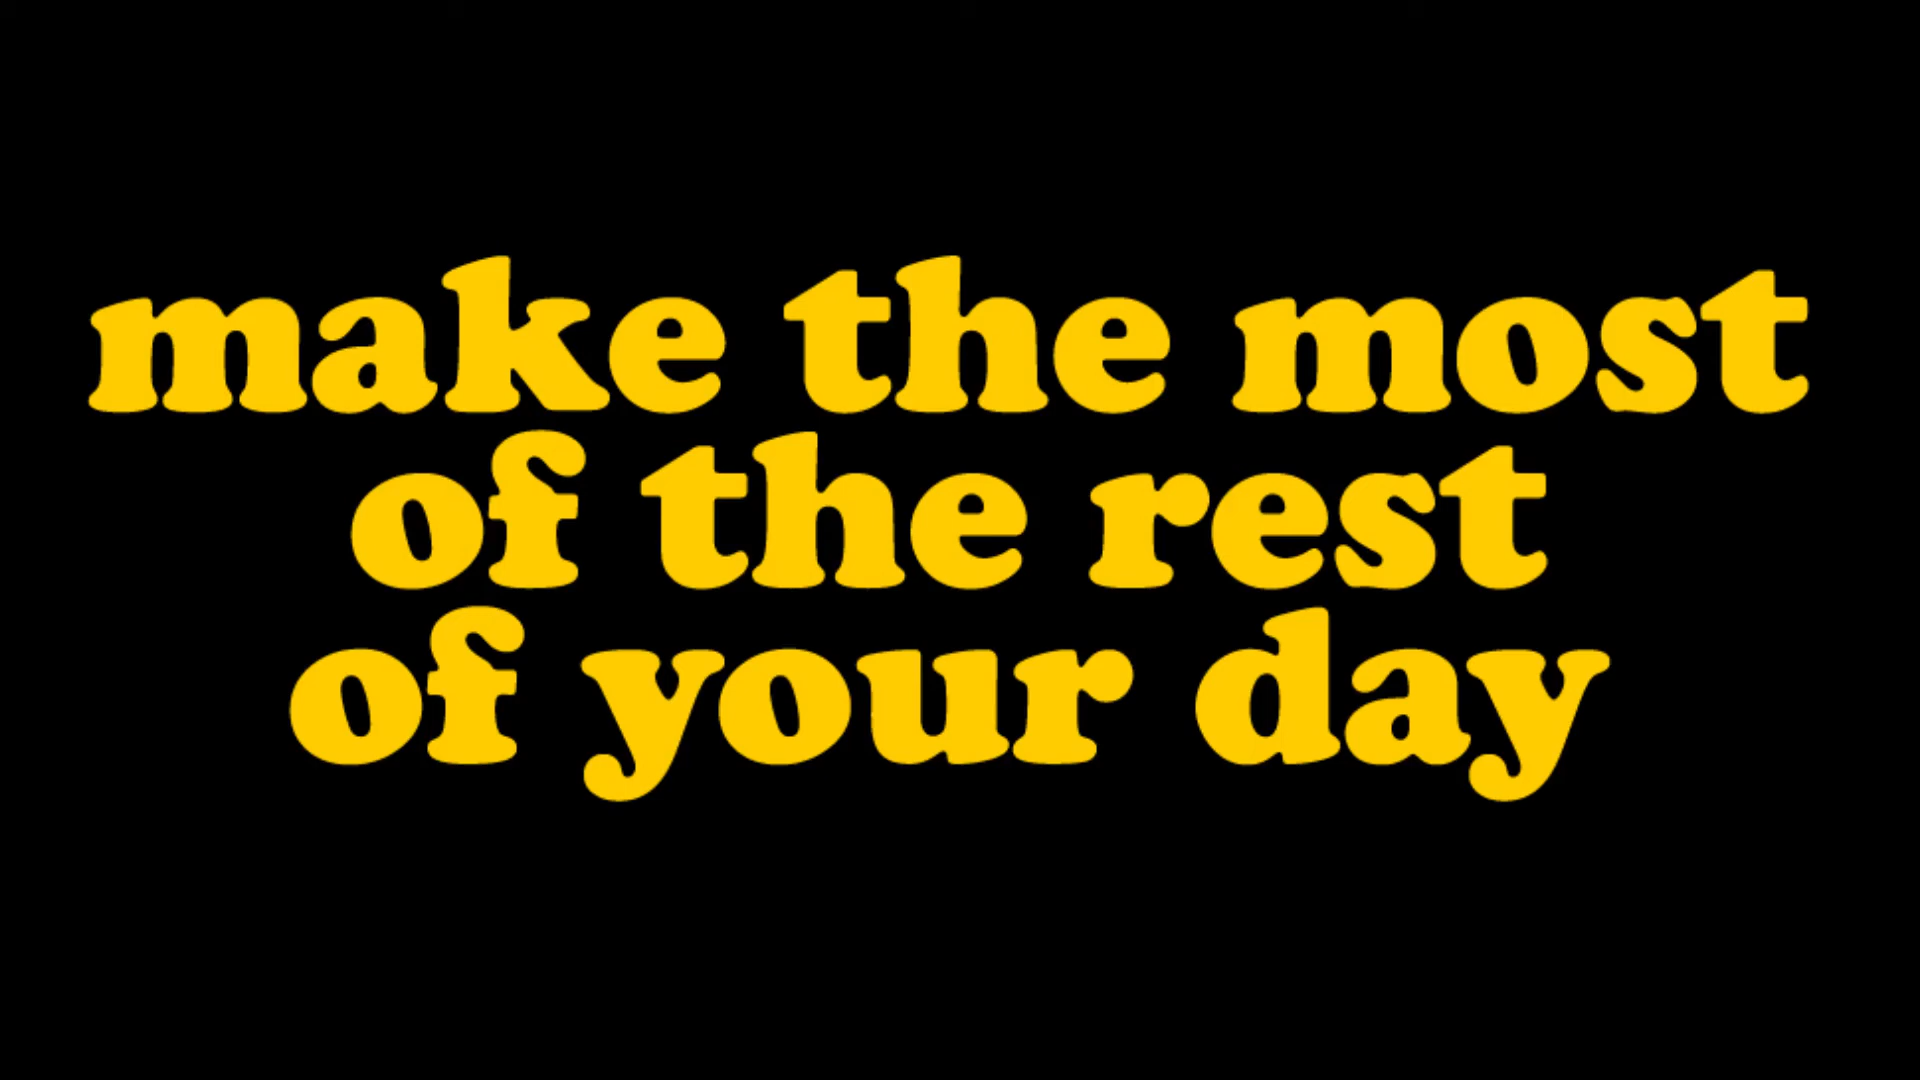 make the most
of the rest
of your day